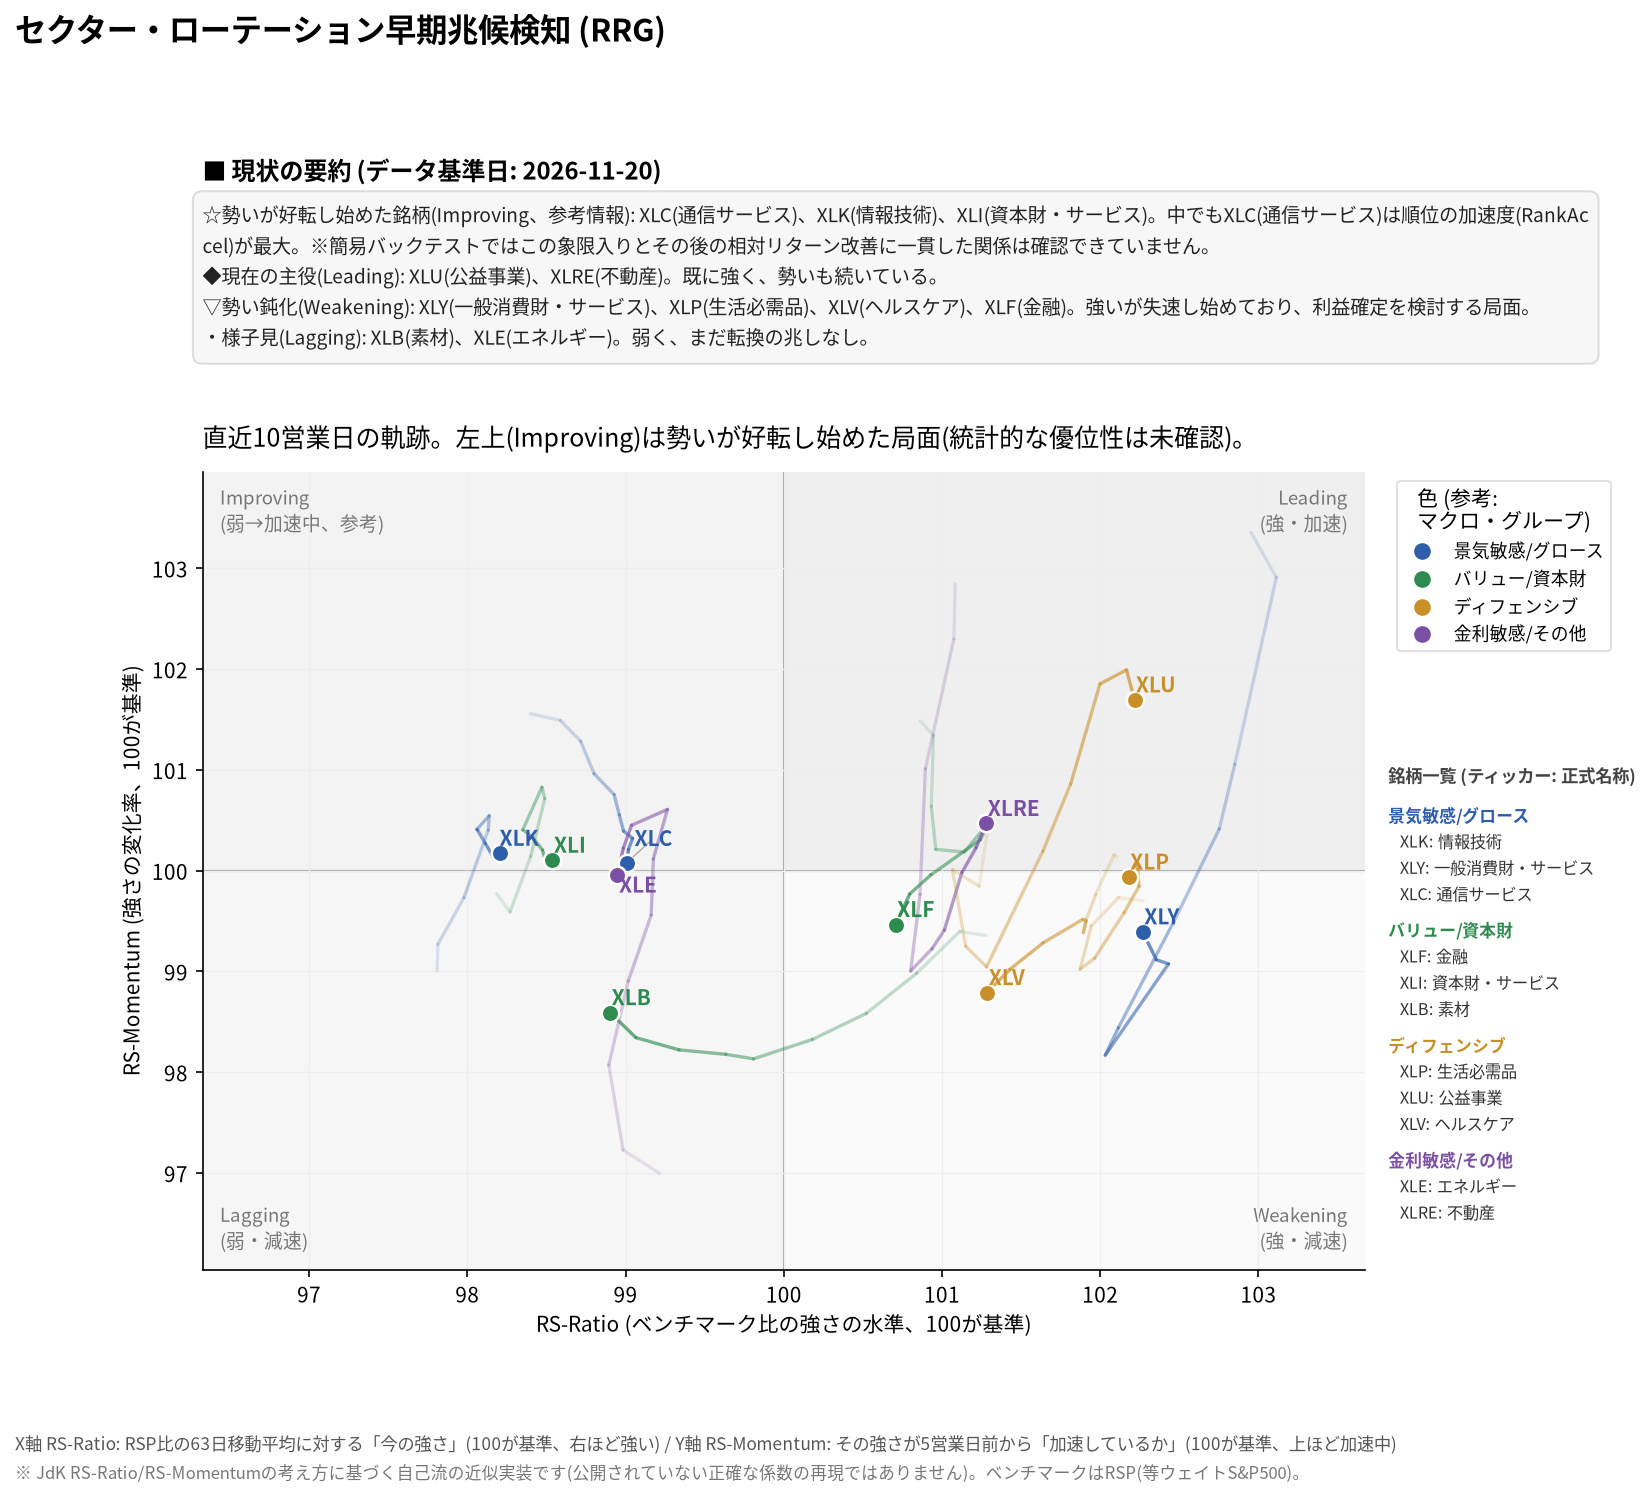 セクター・ローテーション早期兆候検知 (RRG)
■ 現状の要約 (データ基準日: 2026-11-20)
☆勢いが好転し始めた銘柄(Improving、参考情報): XLC(通信サービス)、XLK(情報技術)、XLI(資本財・サービス)。中でもXLC(通信サービス)は順位の加速度(RankAc
cel)が最大。※簡易バックテストではこの象限入りとその後の相対リターン改善に一貫した関係は確認できていません。
◆現在の主役(Leading): XLU(公益事業)、XLRE(不動産)。既に強く、勢いも続いている。
▽勢い鈍化(Weakening): XLY(一般消費財・サービス)、XLP(生活必需品)、XLV(ヘルスケア)、XLF(金融)。強いが失速し始めており、利益確定を検討する局面。
・様子見(Lagging): XLB(素材)、XLE(エネルギー)。弱く、まだ転換の兆しなし。
直近10営業日の軌跡。左上(Improving)は勢いが好転し始めた局面(統計的な優位性は未確認)。
Improving
(弱→加速中、参考)
Leading
(強・加速)
色 (参考:
マクロ・グループ)
景気敏感/グロース
バリュー/資本財
ディフェンシブ
金利敏感/その他
103
102
101
100
99
98
97
RS-Momentum (強さの変化率、100が基準)
XLU
XLRE
XLK
XLI
XLC
XLE
XLP
XLF
XLY
XLV
XLB
Lagging
(弱・減速)
Weakening
(強・減速)
97
98
99
100
101
102
103
RS-Ratio (ベンチマーク比の強さの水準、100が基準)
銘柄一覧 (ティッカー: 正式名称)
景気敏感/グロース
XLK: 情報技術
XLY: 一般消費財・サービス
XLC: 通信サービス
バリュー/資本財
XLF: 金融
XLI: 資本財・サービス
XLB: 素材
ディフェンシブ
XLP: 生活必需品
XLU: 公益事業
XLV: ヘルスケア
金利敏感/その他
XLE: エネルギー
XLRE: 不動産
X軸 RS-Ratio: RSP比の63日移動平均に対する「今の強さ」(100が基準、右ほど強い) / Y軸 RS-Momentum: その強さが5営業日前から「加速しているか」(100が基準、上ほど加速中)
※ JdK RS-Ratio/RS-Momentumの考え方に基づく自己流の近似実装です(公開されていない正確な係数の再現ではありません)。ベンチマークはRSP(等ウェイトS&P500)。